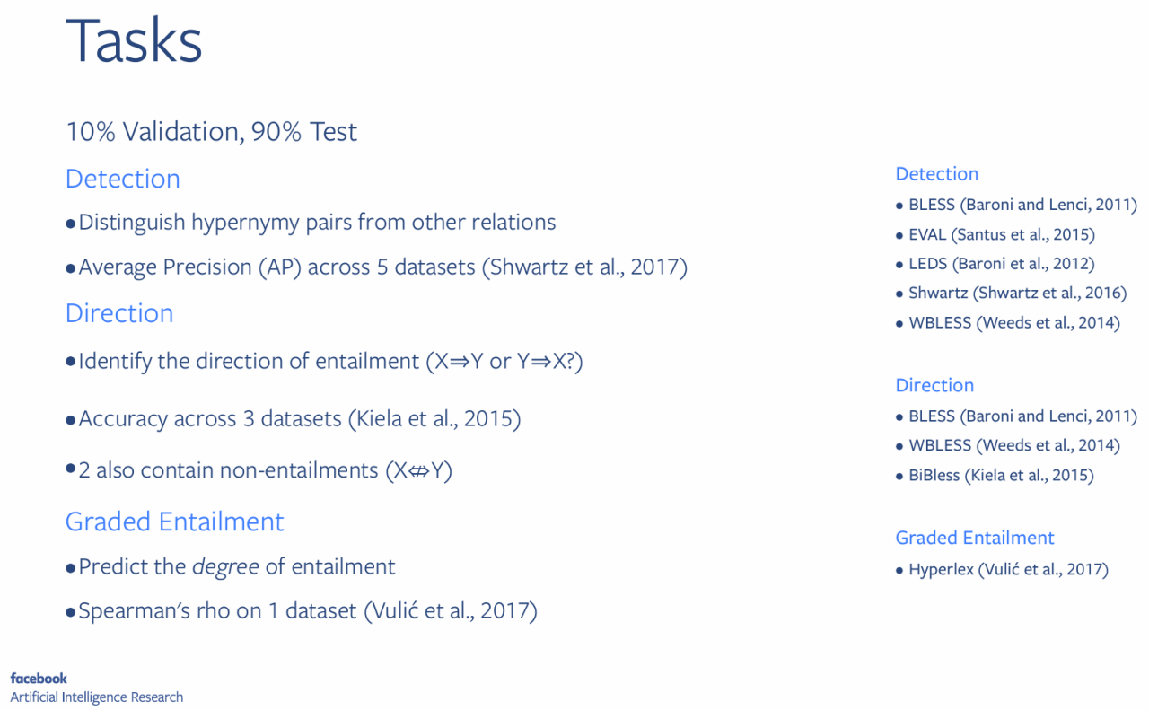 Tasks
10% Validation, 90% Test
Detection
• Distinguish hypernymy pairs from other relations
• Average Precision (AP) across 5 datasets (Shwartz et al., 2017)
Direction
• Identify the direction of entailment (X⇒Y or Y⇒X?)
• Accuracy across 3 datasets (Kiela et al., 2015)
• 2 also contain non-entailments (X⇎Y)
Graded Entailment
• Predict the degree of entailment
• Spearman's rho on 1 dataset (Vulić et al., 2017)
Detection
• BLESS (Baroni and Lenci, 2011)
• EVAL (Santus et al., 2015)
• LEDS (Baroni et al., 2012)
• Shwartz (Shwartz et al., 2016)
• WBLESS (Weeds et al., 2014)
Direction
• BLESS (Baroni and Lenci, 2011)
• WBLESS (Weeds et al., 2014)
• BiBless (Kiela et al., 2015)
Graded Entailment
• Hyperlex (Vulić et al., 2017)
facebook
Artificial Intelligence Research